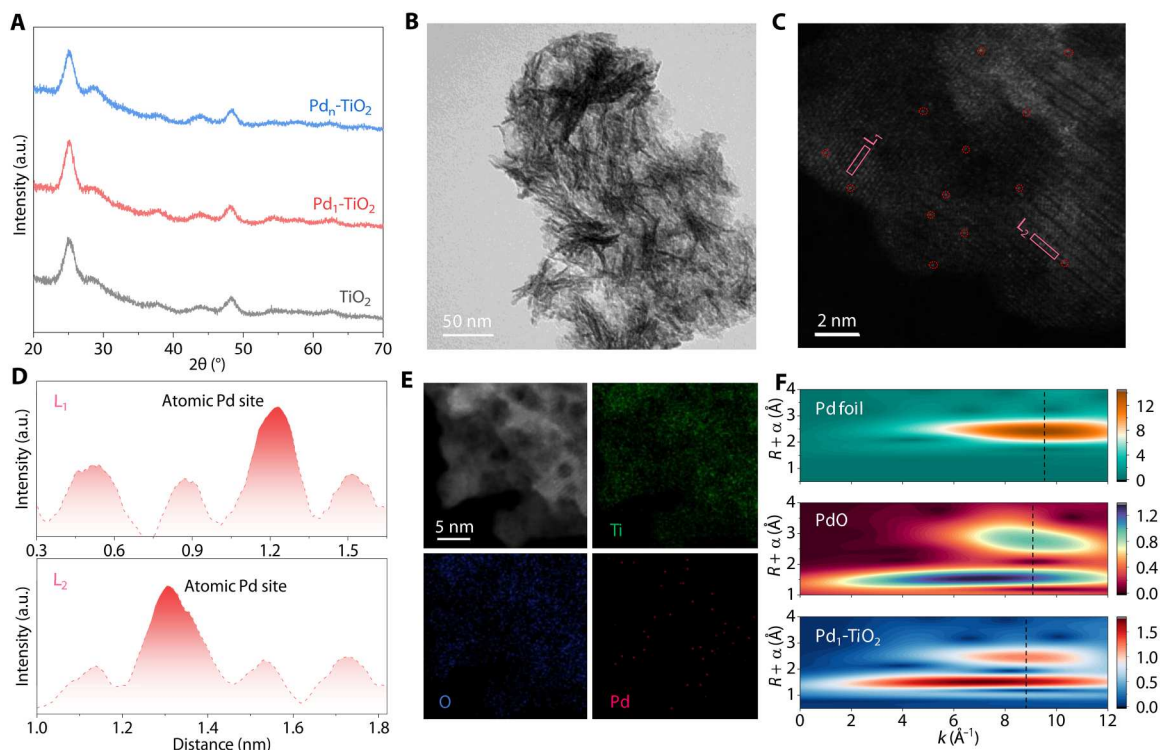 A
Pdₙ-TiO₂
Pd₁-TiO₂
TiO₂
Intensity (a.u.)
20 30 40 50 60 70
2θ (°)
B
50 nm
C
L₁
L₂
2 nm
D
L₁
Atomic Pd site
Intensity (a.u.)
0.3 0.6 0.9 1.2 1.5
L₂
Atomic Pd site
Intensity (a.u.)
1.0 1.2 1.4 1.6 1.8
Distance (nm)
E
5 nm
Ti
O
Pd
F
Pd foil
R + α (Å)
4
3
2
1
12
8
4
0
PdO
R + α (Å)
4
3
2
1
1.2
0.8
0.4
0.0
Pd₁-TiO₂
R + α (Å)
4
3
2
1
1.5
1.0
0.5
0.0
0 2 4 6 8 10 12
k (Å⁻¹)